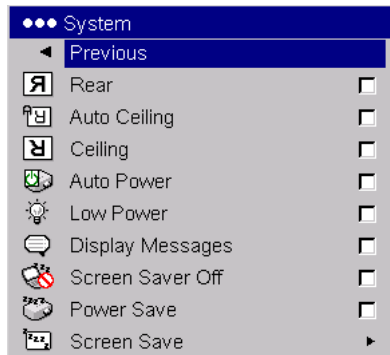 System
Previous
Rear
Auto Ceiling
Ceiling
Auto Power
Low Power
Display Messages
Screen Saver Off
Power Save
Screen Save